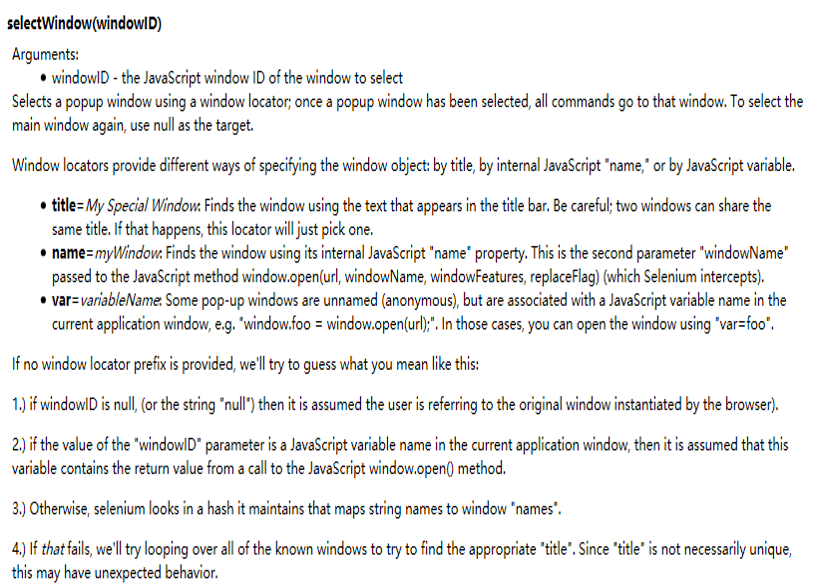 selectWindow(windowID)
Arguments:
• windowID - the JavaScript window ID of the window to select
Selects a popup window using a window locator; once a popup window has been selected, all commands go to that window. To select the
main window again, use null as the target.
Window locators provide different ways of specifying the window object: by title, by internal JavaScript "name," or by JavaScript variable.
• title=My Special Window: Finds the window using the text that appears in the title bar. Be careful; two windows can share the
same title. If that happens, this locator will just pick one.
• name=myWindow: Finds the window using its internal JavaScript "name" property. This is the second parameter "windowName"
passed to the JavaScript method window.open(url, windowName, windowFeatures, replaceFlag) (which Selenium intercepts).
• var=variableName: Some pop-up windows are unnamed (anonymous), but are associated with a JavaScript variable name in the
current application window, e.g. "window.foo = window.open(url);". In those cases, you can open the window using "var=foo".
If no window locator prefix is provided, we'll try to guess what you mean like this:
1.) if windowID is null, (or the string "null") then it is assumed the user is referring to the original window instantiated by the browser).
2.) if the value of the "windowID" parameter is a JavaScript variable name in the current application window, then it is assumed that this
variable contains the return value from a call to the JavaScript window.open() method.
3.) Otherwise, selenium looks in a hash it maintains that maps string names to window "names".
4.) If that fails, we'll try looping over all of the known windows to try to find the appropriate "title". Since "title" is not necessarily unique,
this may have unexpected behavior.